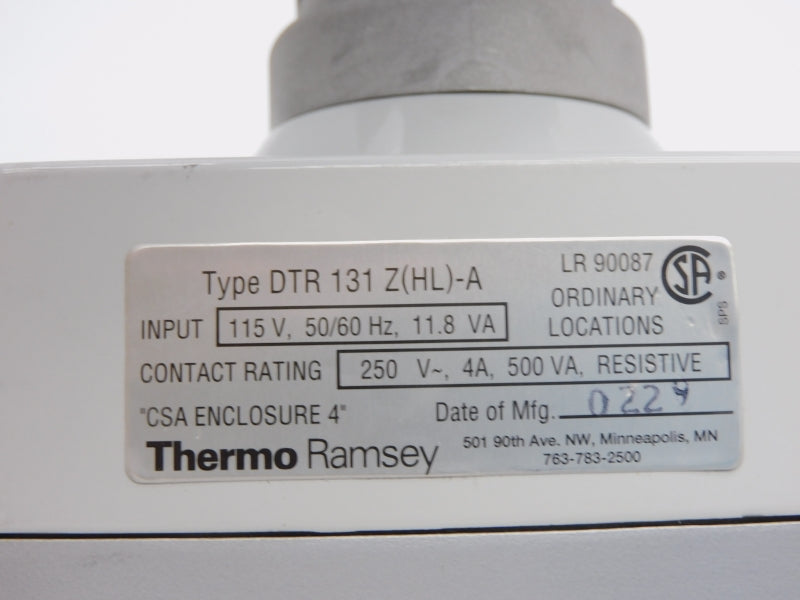 Type DTR 131 Z(HL)-A
LR 90087
SA ®
ORDINARY
LOCATIONS
SPS
INPUT 115 V, 50/60 Hz, 11.8 VA
CONTACT RATING 250 V~, 4A, 500 VA, RESISTIVE
"CSA ENCLOSURE 4" Date of Mfg. 0229
Thermo Ramsey
501 90th Ave. NW, Minneapolis, MN
763-783-2500